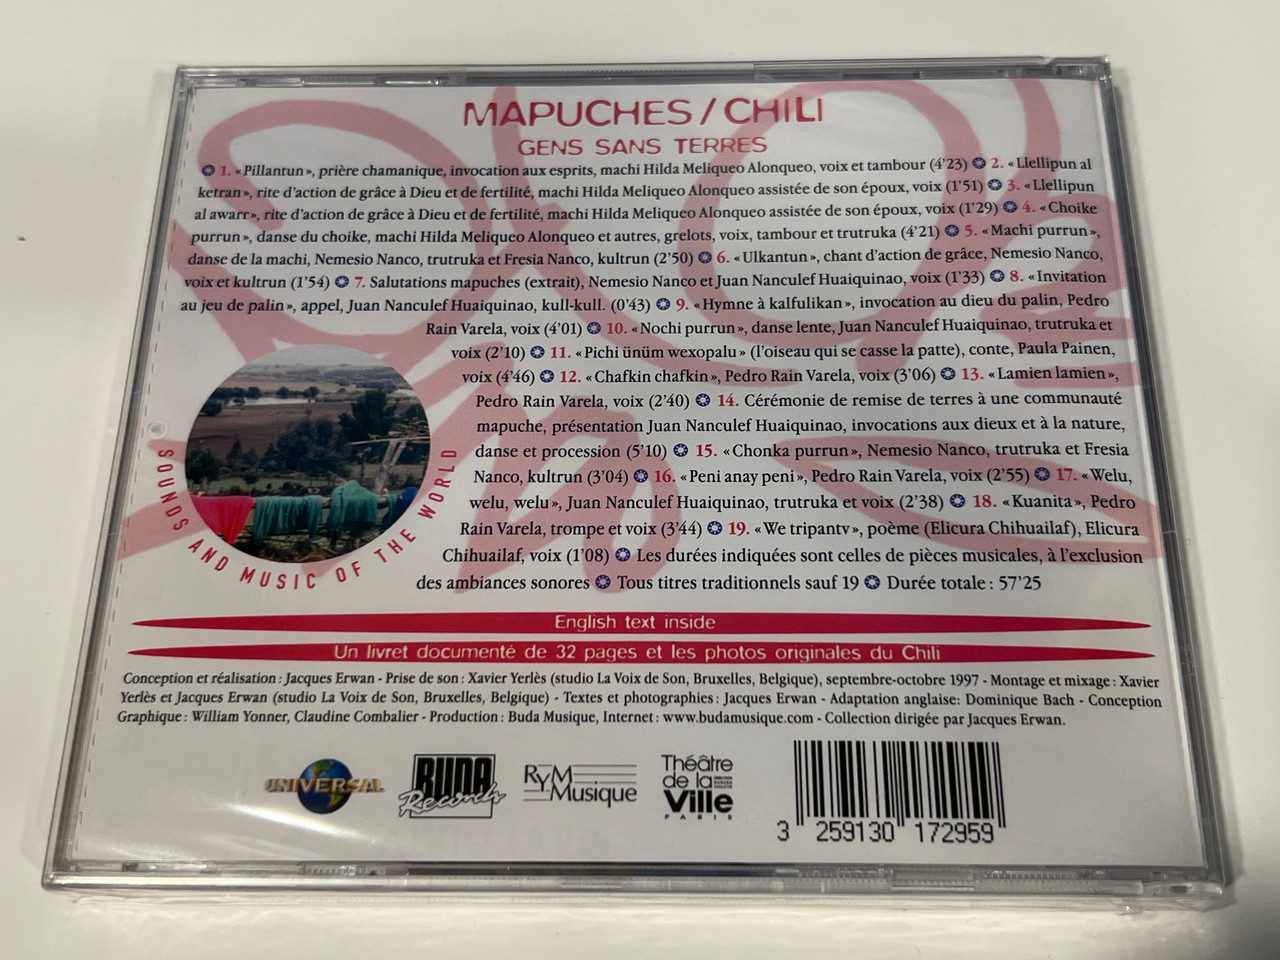 MAPUCHES / CHILI
GENS SANS TERRES
1. «Pillantun», prière chamanique, invocation aux esprits, machi Hilda Meliqueo Alonqueo, voix et tambour (4'23) 2. «Llellipun al
ketran», rite d'action de grâce à Dieu et de fertilité, machi Hilda Meliqueo Alonqueo assistée de son époux, voix (1'51) 3. «Llellipun
al awarr», rite d'action de grâce à Dieu et de fertilité, machi Hilda Meliqueo Alonqueo assistée de son époux, voix (1'29) 4. «Choike
purrun», danse du choike, machi Hilda Meliqueo Alonqueo et autres, grelots, voix, tambour et trutruka (4'21) 5. «Machi purrun»,
danse de la machi, Nemesio Nanco, trutruka et Fresia Nanco, kultrun (2'50) 6. «Ulkantun», chant d'action de grâce, Nemesio Nanco,
voix et kultrun (1'54) 7. Salutations mapuches (extrait), Nemesio Nanco et Juan Nanculef Huaiquinao, voix (1'33) 8. «Invitation
au jeu de palin», appel, Juan Nanculef Huaiquinao, kull-kull. (0'43) 9. «Hymne à kalfulikan», invocation au dieu du palin, Pedro
Rain Varela, voix (4'01) 10. «Nochi purrun», danse lente, Juan Nanculef Huaiquinao, trutruka et
voix (2'10) 11. «Pichi ünüm wexopalu» (l'oiseau qui se casse la patte), conte, Paula Painen,
voix (4'46) 12. «Chafkin chafkin», Pedro Rain Varela, voix (3'06) 13. «Lamien lamien»,
Pedro Rain Varela, voix (2'40) 14. Cérémonie de remise de terres à une communauté
mapuche, présentation Juan Nanculef Huaiquinao, invocations aux dieux et à la nature,
danse et procession (5'10) 15. «Chonka purrun», Nemesio Nanco, trutruka et Fresia
Nanco, kultrun (3'04) 16. «Peni anay peni», Pedro Rain Varela, voix (2'55) 17. «Welu,
welu, welu», Juan Nanculef Huaiquinao, trutruka et voix (2'38) 18. «Kuanita», Pedro
Rain Varela, trompe et voix (3'44) 19. «We tripantv», poème (Elicura Chihuailaf), Elicura
Chihuailaf, voix (1'08) Les durées indiquées sont celles de pièces musicales, à l'exclusion
des ambiances sonores Tous titres traditionnels sauf 19 Durée totale : 57'25
SOUNDS AND MUSIC OF THE WORLD
English text inside
Un livret documenté de 32 pages et les photos originales du Chili
Conception et réalisation : Jacques Erwan - Prise de son : Xavier Yerlès (studio La Voix de Son, Bruxelles, Belgique), septembre-octobre 1997 - Montage et mixage : Xavier
Yerlès et Jacques Erwan (studio La Voix de Son, Bruxelles, Belgique) - Textes et photographies : Jacques Erwan - Adaptation anglaise: Dominique Bach - Conception
Graphique : William Yonner, Claudine Combalier - Production : Buda Musique, Internet : www.budamusique.com - Collection dirigée par Jacques Erwan.
UNIVERSAL
BUDA
Records
RYM
Musique
Théâtre
de la
Ville
PARIS
3 259130 172959